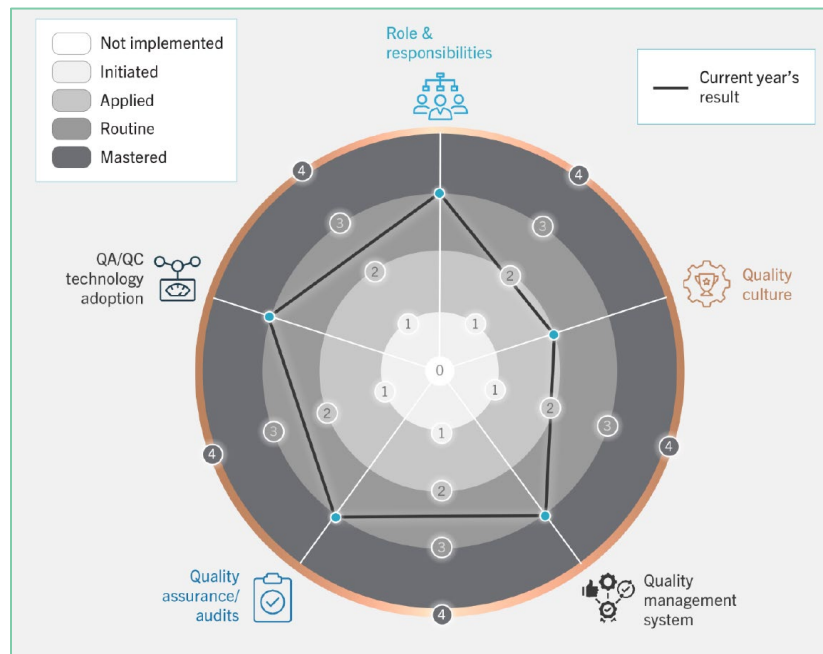 Not implemented
Initiated
Applied
Routine
Mastered
Role &
responsibilities
Current year's
result
4
4
3
3
QA/QC
technology
adoption
2
2
Quality
culture
1
1
0
1
1
2
2
3
3
1
4
4
2
3
Quality
assurance/
audits
Quality
management
system
4